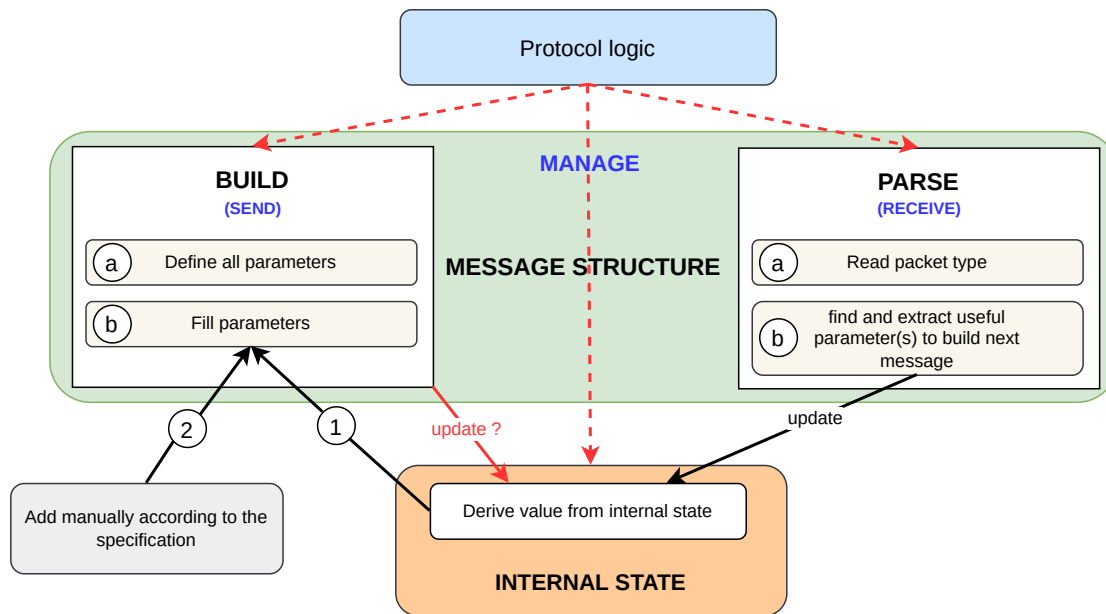 Protocol logic
MANAGE
BUILD
(SEND)
a
Define all parameters
b
Fill parameters
MESSAGE STRUCTURE
PARSE
(RECEIVE)
a
Read packet type
b
find and extract useful
parameter(s) to build next
message
2
1
update ?
update
Add manually according to the
specification
Derive value from internal state
INTERNAL STATE